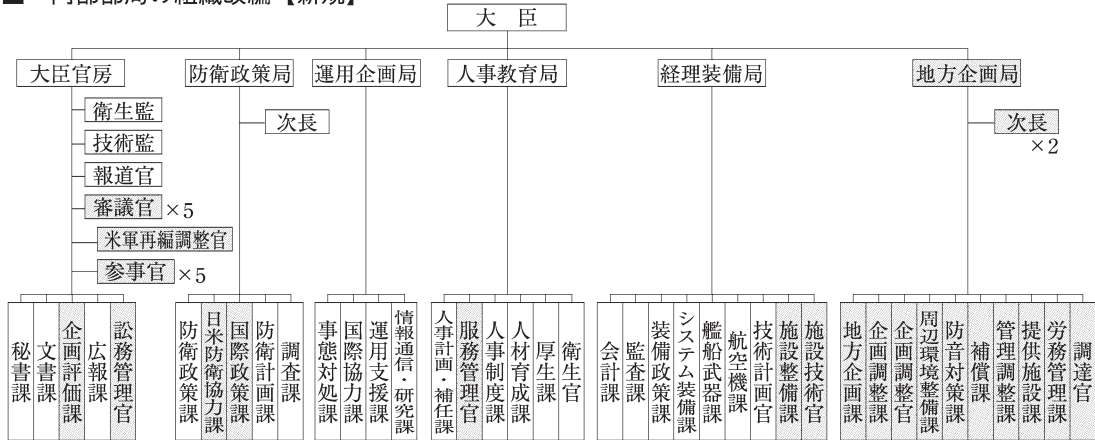 ■ 内部部局の組織改編【新規】
大臣
大臣官房
防衛政策局
運用企画局
人事教育局
経理装備局
地方企画局
衛生監
技術監
報道官
審議官 ×5
米軍再編調整官
参事官 ×5
次長
次長
×2
秘書課
文書課
企画評価課
広報課
訟務管理官
防衛政策課
日米防衛協力課
国際政策課
防衛計画課
調査課
事態対処課
国際協力課
運用支援課
情報通信・研究課
人事計画・補任課
服務管理官
人事制度課
人材育成課
厚生課
衛生官
会計課
監査課
装備政策課
システム装備課
艦船武器課
航空機課
技術計画官
施設整備課
施設技術官
地方企画課
企画調整課
企画調整官
周辺環境整備課
防音対策課
補償課
管理調整課
提供施設課
労務管理課
調達官